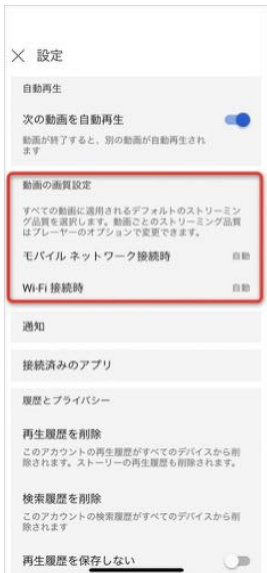 設定
自動再生
次の動画を自動再生
動画が終了すると、別の動画が自動再生され
ます
動画の画質設定
すべての動画に適用されるデフォルトのストリーミン
グ品質を選択します。動画ごとのストリーミング品質
はプレーヤーのオプションで変更できます。
モバイル ネットワーク接続時 自動
Wi-Fi 接続時 自動
通知
接続済みのアプリ
履歴とプライバシー
再生履歴を削除
このアカウントの再生履歴がすべてのデバイスから削
除されます。ストーリーの再生履歴も削除されます。
検索履歴を削除
このアカウントの検索履歴がすべてのデバイスから削
除されます
再生履歴を保存しない